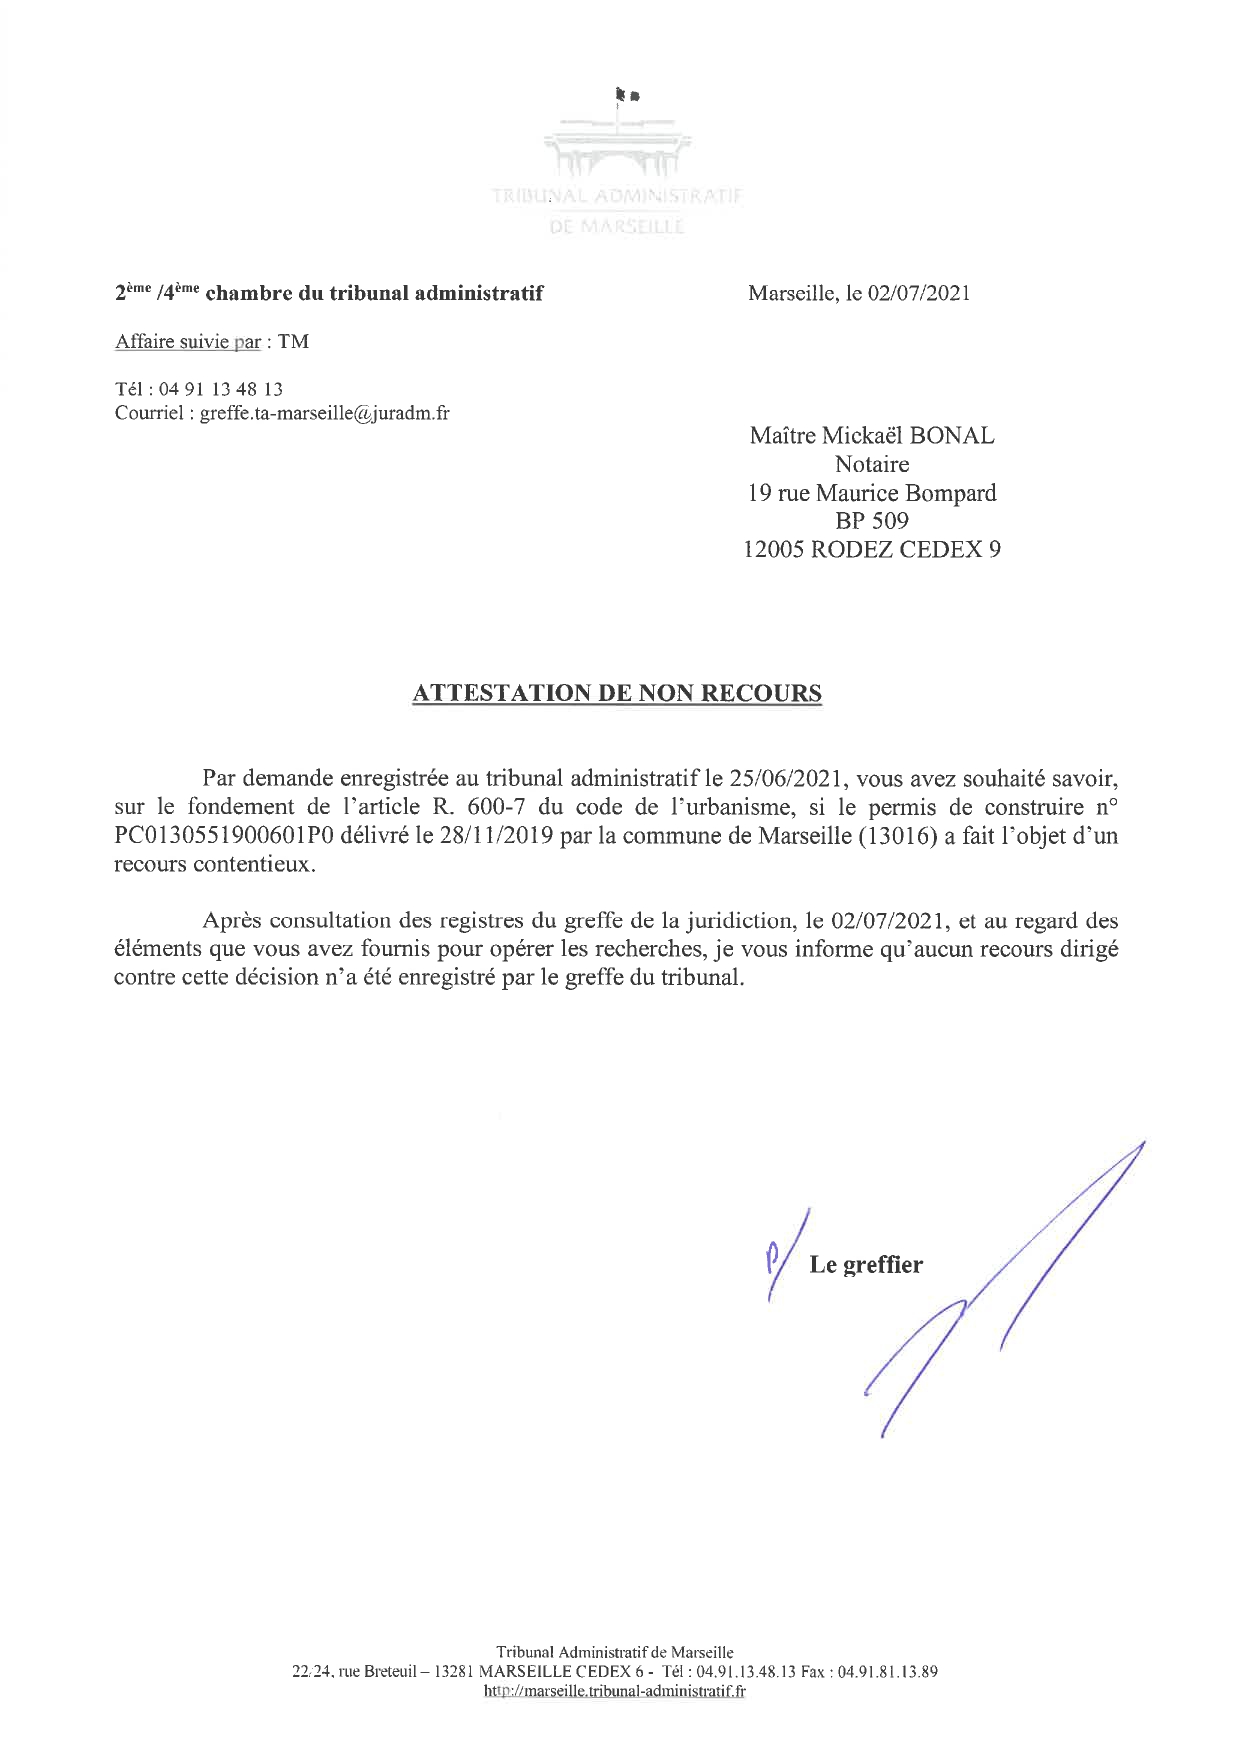 TRIBUNAL ADMINISTRATIF
DE MARSEILLE
2ème /4ème chambre du tribunal administratif
Marseille, le 02/07/2021
Affaire suivie par : TM
Tél : 04 91 13 48 13
Courriel : greffe.ta-marseille@juradm.fr
Maître Mickaël BONAL
Notaire
19 rue Maurice Bompard
BP 509
12005 RODEZ CEDEX 9
ATTESTATION DE NON RECOURS
Par demande enregistrée au tribunal administratif le 25/06/2021, vous avez souhaité savoir,
sur le fondement de l'article R. 600-7 du code de l'urbanisme, si le permis de construire n°
PC0130551900601P0 délivré le 28/11/2019 par la commune de Marseille (13016) a fait l'objet d'un
recours contentieux.
Après consultation des registres du greffe de la juridiction, le 02/07/2021, et au regard des
éléments que vous avez fournis pour opérer les recherches, je vous informe qu'aucun recours dirigé
contre cette décision n'a été enregistré par le greffe du tribunal.
P/ Le greffier
Tribunal Administratif de Marseille
22/24, rue Breteuil – 13281 MARSEILLE CEDEX 6 - Tél : 04.91.13.48.13 Fax : 04.91.81.13.89
http://marseille.tribunal-administratif.fr